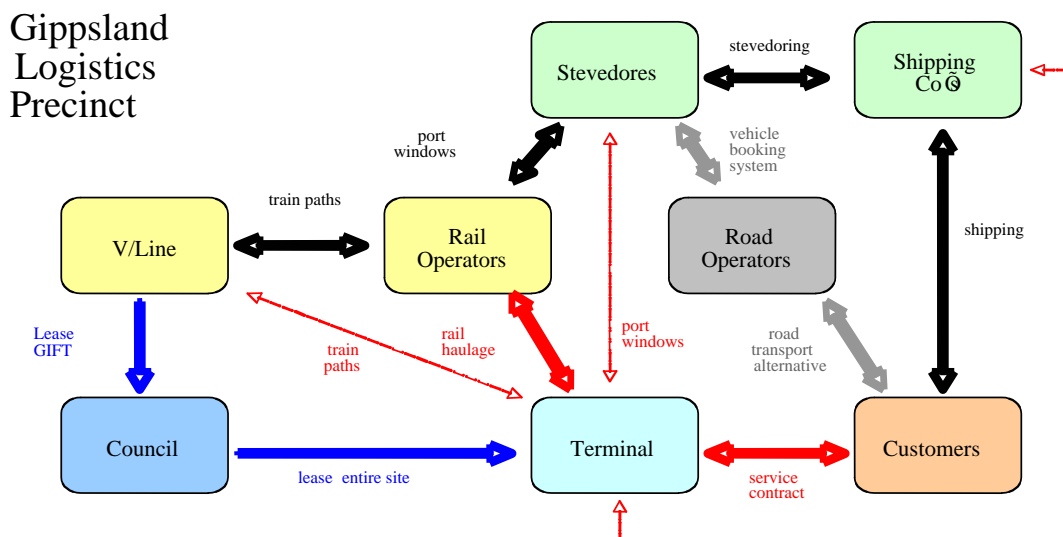 Gippsland
Logistics
Precinct
stevedoring
Stevedores
Shipping
port
windows
vehicle
booking
system
train paths
V/Line
Rail
Operators
Road
Operators
shipping
Lease
GIFT
train
paths
rail
haulage
port
windows
road
transport
alternative
Council
lease entire site
Terminal
service
contract
Customers